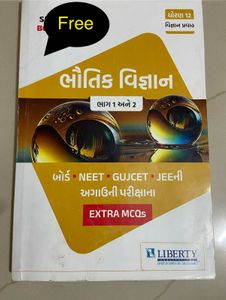 Free
ધોરણ 12
વિજ્ઞાન પ્રવાહ
ભૌતિક વિજ્ઞાન
ભાગ 1 અને 2
બોર્ડ • NEET • GUJCET • JEEની
અગાઉની પરીક્ષાના
EXTRA MCQs
LIBERTY